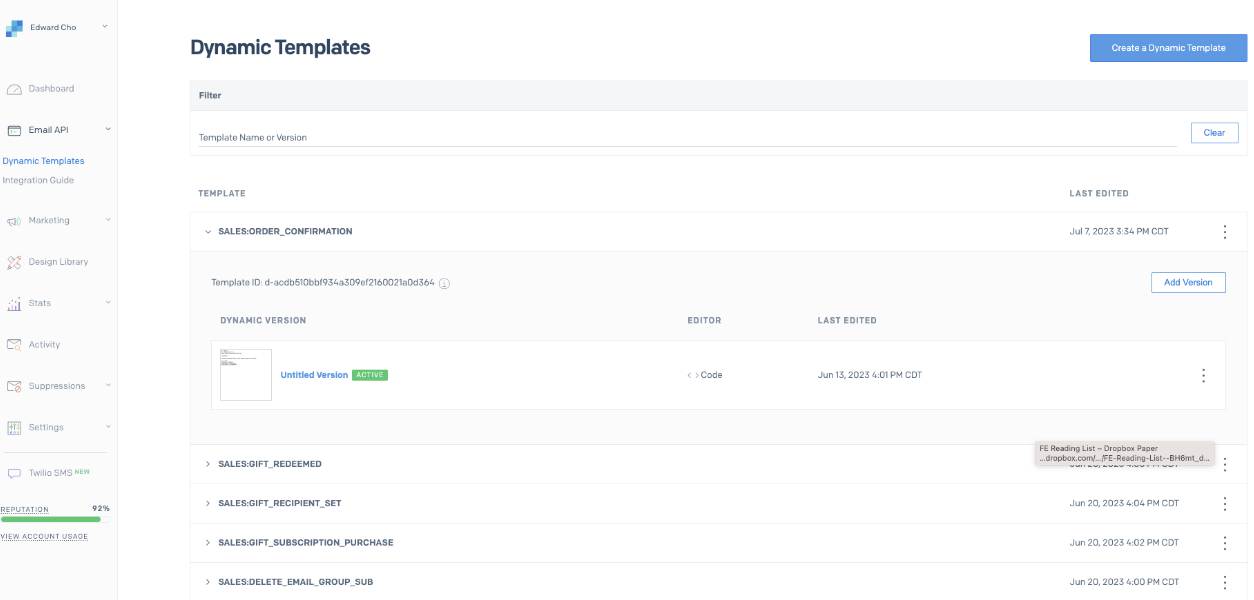 Edward Cho
Dashboard
Email API
Dynamic Templates
Integration Guide
Marketing
Design Library
Stats
Activity
Suppressions
Settings
Twilio SMS NEW
REPUTATION 92%
VIEW ACCOUNT USAGE
Dynamic Templates
Create a Dynamic Template
Filter
Template Name or Version
Clear
TEMPLATE LAST EDITED
SALES:ORDER_CONFIRMATION Jul 7, 2023 3:34 PM CDT
Template ID: d-acdb510bbf934a309ef2160021a0d364
Add Version
DYNAMIC VERSION EDITOR LAST EDITED
Untitled Version ACTIVE <> Code Jun 13, 2023 4:01 PM CDT
FE Reading List – Dropbox Paper
...dropbox.com/.../FE-Reading-List--BH6mt_d...
SALES:GIFT_REDEEMED
SALES:GIFT_RECIPIENT_SET Jun 20, 2023 4:04 PM CDT
SALES:GIFT_SUBSCRIPTION_PURCHASE Jun 20, 2023 4:02 PM CDT
SALES:DELETE_EMAIL_GROUP_SUB Jun 20, 2023 4:00 PM CDT